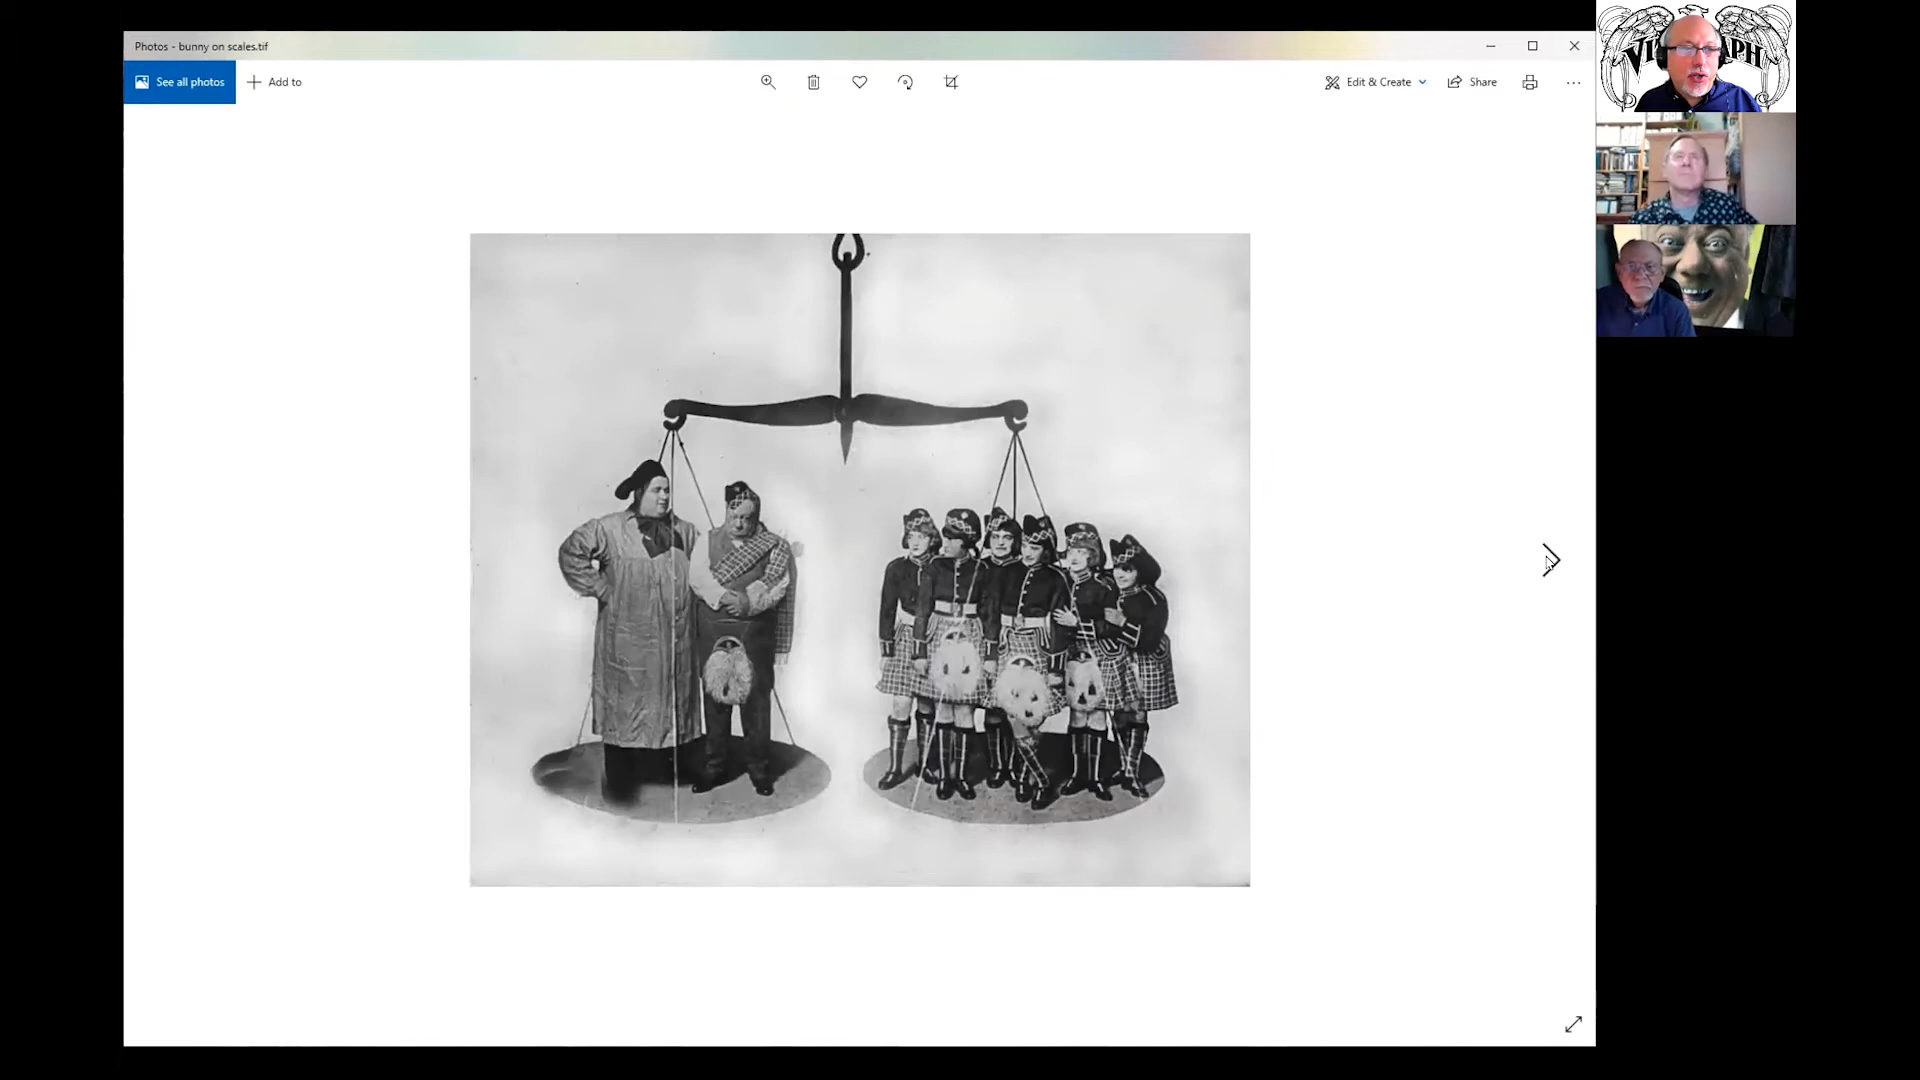 Photos - bunny on scales.tif
See all photos
Add to
Edit & Create
Share